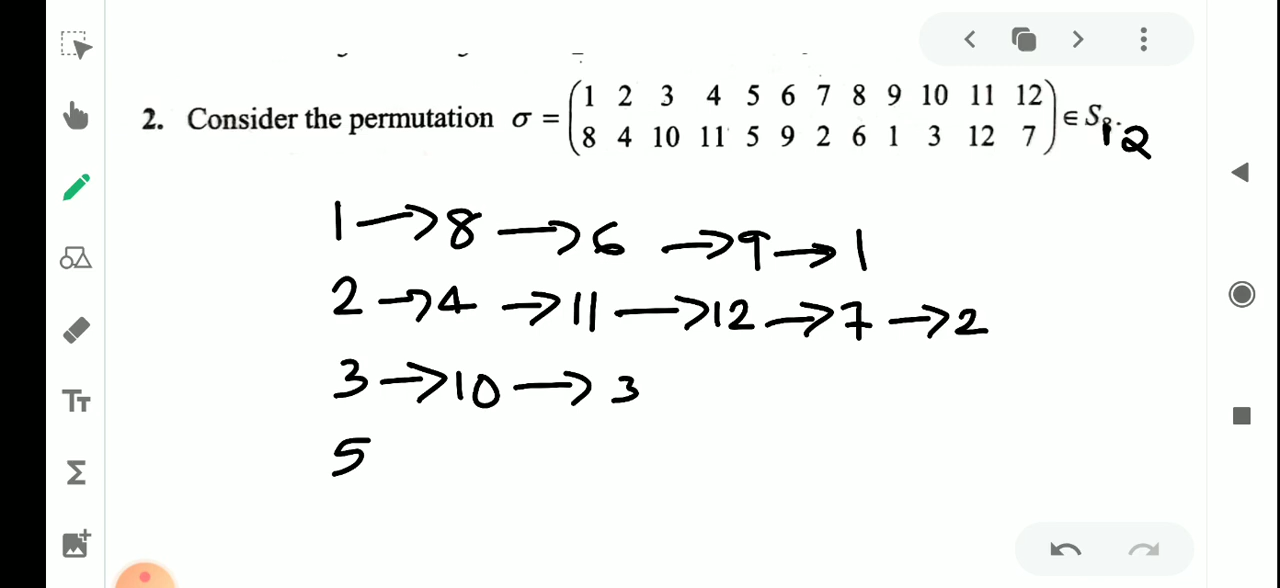 2. Consider the permutation σ = (1 2 3 4 5 6 7 8 9 10 11 12
8 4 10 11 5 9 2 6 1 3 12 7) ∈ S12
1 → 8 → 6 → 9 → 1
2 → 4 → 11 → 12 → 7 → 2
3 → 10 → 3
5
Tт
Σ